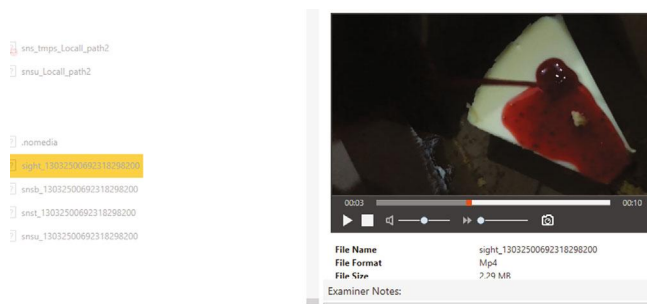 sns_tmps_Locall_path2
snsu_Locall_path2
.nomedia
sight_13032500692318298200
snsb_13032500692318298200
snst_13032500692318298200
snsu_13032500692318298200
00:03
00:10
File Name sight_13032500692318298200
File Format Mp4
File Size 2.29 MB
Examiner Notes: